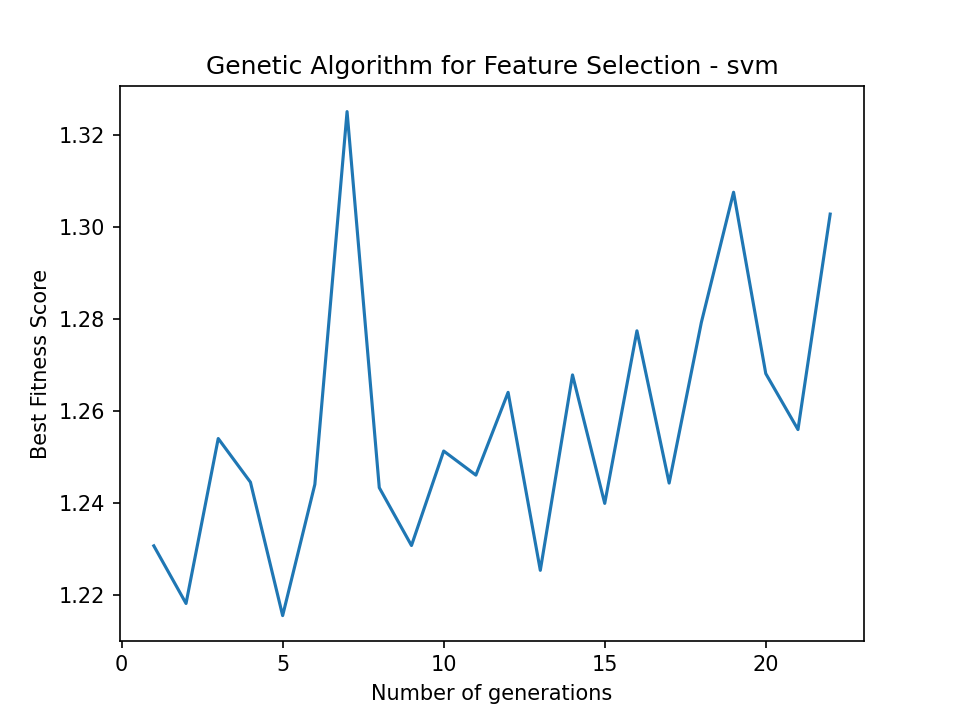 Genetic Algorithm for Feature Selection - svm
1.32
1.30
1.28
1.26
1.24
1.22
Best Fitness Score
0 5 10 15 20
Number of generations